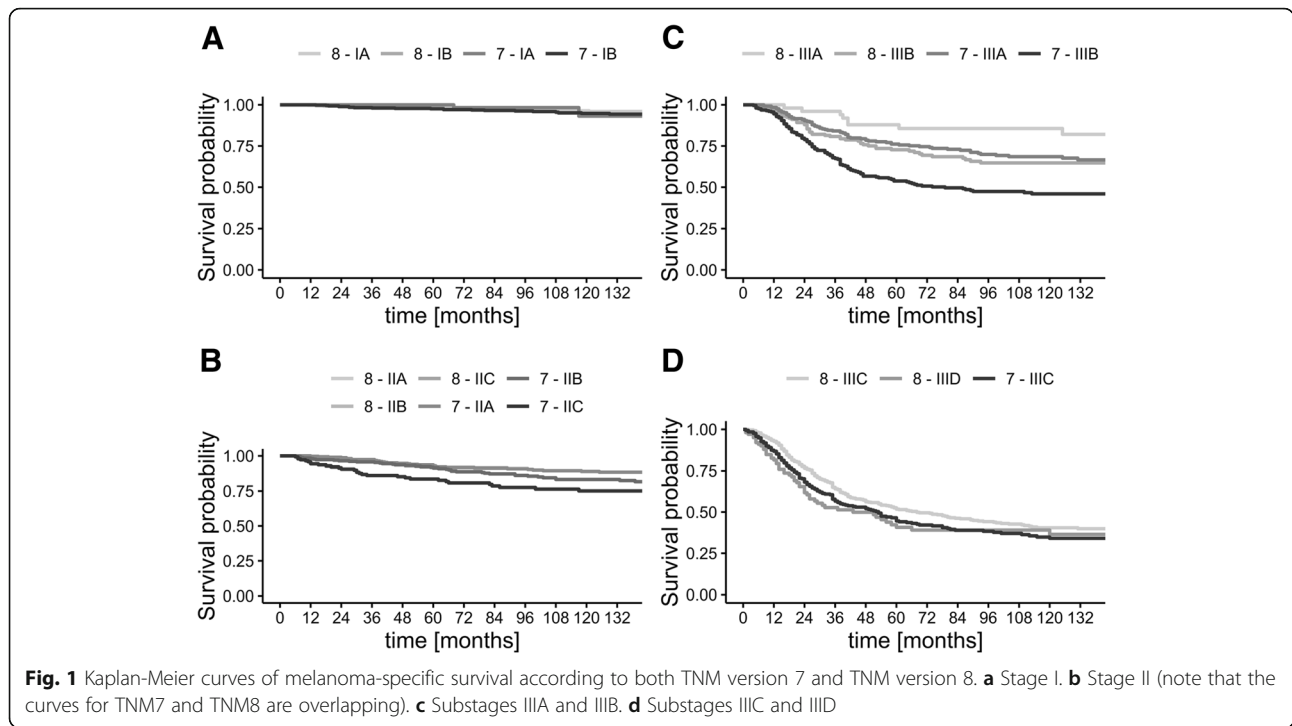 A
8 - IA 8 - IB 7 - IA 7 - IB
Survival probability
1.00
0.75
0.50
0.25
0.00
0 12 24 36 48 60 72 84 96 108 120 132
time [months]
B
8 - IIA 8 - IIC 7 - IIB
8 - IIB 7 - IIA 7 - IIC
Survival probability
1.00
0.75
0.50
0.25
0.00
0 12 24 36 48 60 72 84 96 108 120 132
time [months]
C
8 - IIIA 8 - IIIB 7 - IIIA 7 - IIIB
Survival probability
1.00
0.75
0.50
0.25
0.00
0 12 24 36 48 60 72 84 96 108 120 132
time [months]
D
8 - IIIC 8 - IIID 7 - IIIC
Survival probability
1.00
0.75
0.50
0.25
0.00
0 12 24 36 48 60 72 84 96 108 120 132
time [months]
Fig. 1 Kaplan-Meier curves of melanoma-specific survival according to both TNM version 7 and TNM version 8. a Stage I. b Stage II (note that the
curves for TNM7 and TNM8 are overlapping). c Substages IIIA and IIIB. d Substages IIIC and IIID